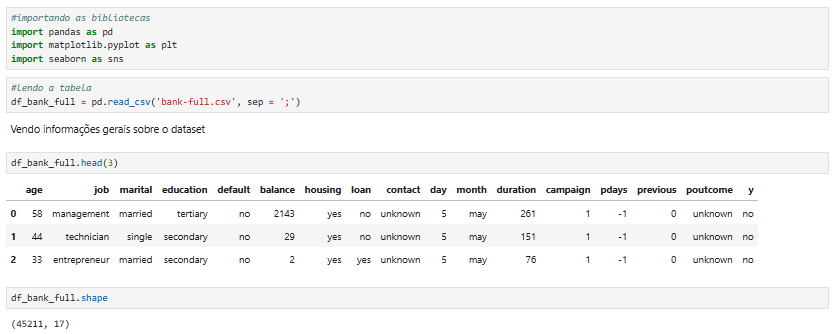 #importando as bibliotecas
import pandas as pd
import matplotlib.pyplot as plt
import seaborn as sns
#lendo a tabela
df_bank_full = pd.read_csv('bank-full.csv', sep = ';')
Vendo informações gerais sobre o dataset
df_bank_full.head(3)
age job marital education default balance housing loan contact day month duration campaign pdays previous poutcome y
0 58 management married tertiary no 2143 yes no unknown 5 may 261 1 -1 0 unknown no
1 44 technician single secondary no 29 yes no unknown 5 may 151 1 -1 0 unknown no
2 33 entrepreneur married secondary no 2 yes yes unknown 5 may 76 1 -1 0 unknown no
df_bank_full.shape
(45211, 17)